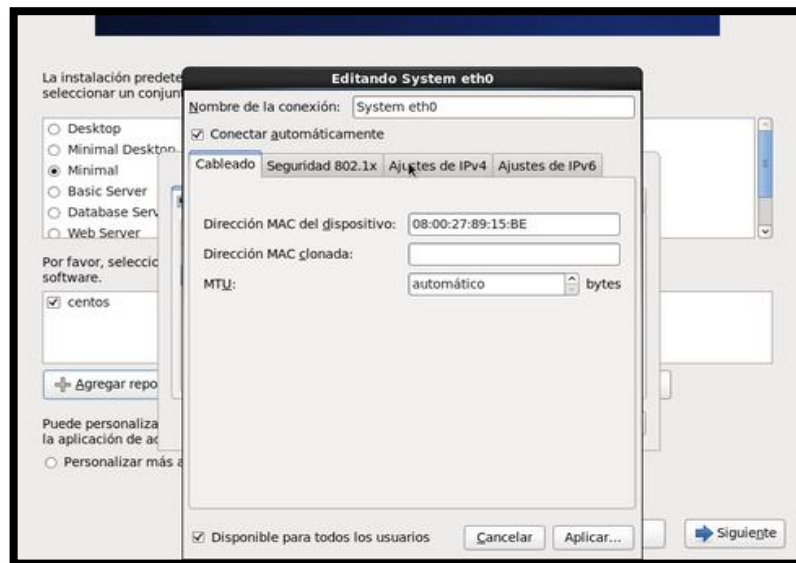 La instalación predete
seleccionar un conjun
Desktop
Minimal Desktop
Minimal
Basic Server
Database Serv
Web Server
Por favor, seleccic
software.
centos
Agregar repo
Puede personaliza
la aplicación de ac
Personalizar más a
Editando System eth0
Nombre de la conexión: System eth0
Conectar automáticamente
Cableado Seguridad 802.1x Ajustes de IPv4 Ajustes de IPv6
Dirección MAC del dispositivo: 08:00:27:89:15:BE
Dirección MAC clonada:
MTU: automático bytes
Disponible para todos los usuarios Cancelar Aplicar...
Siguiente